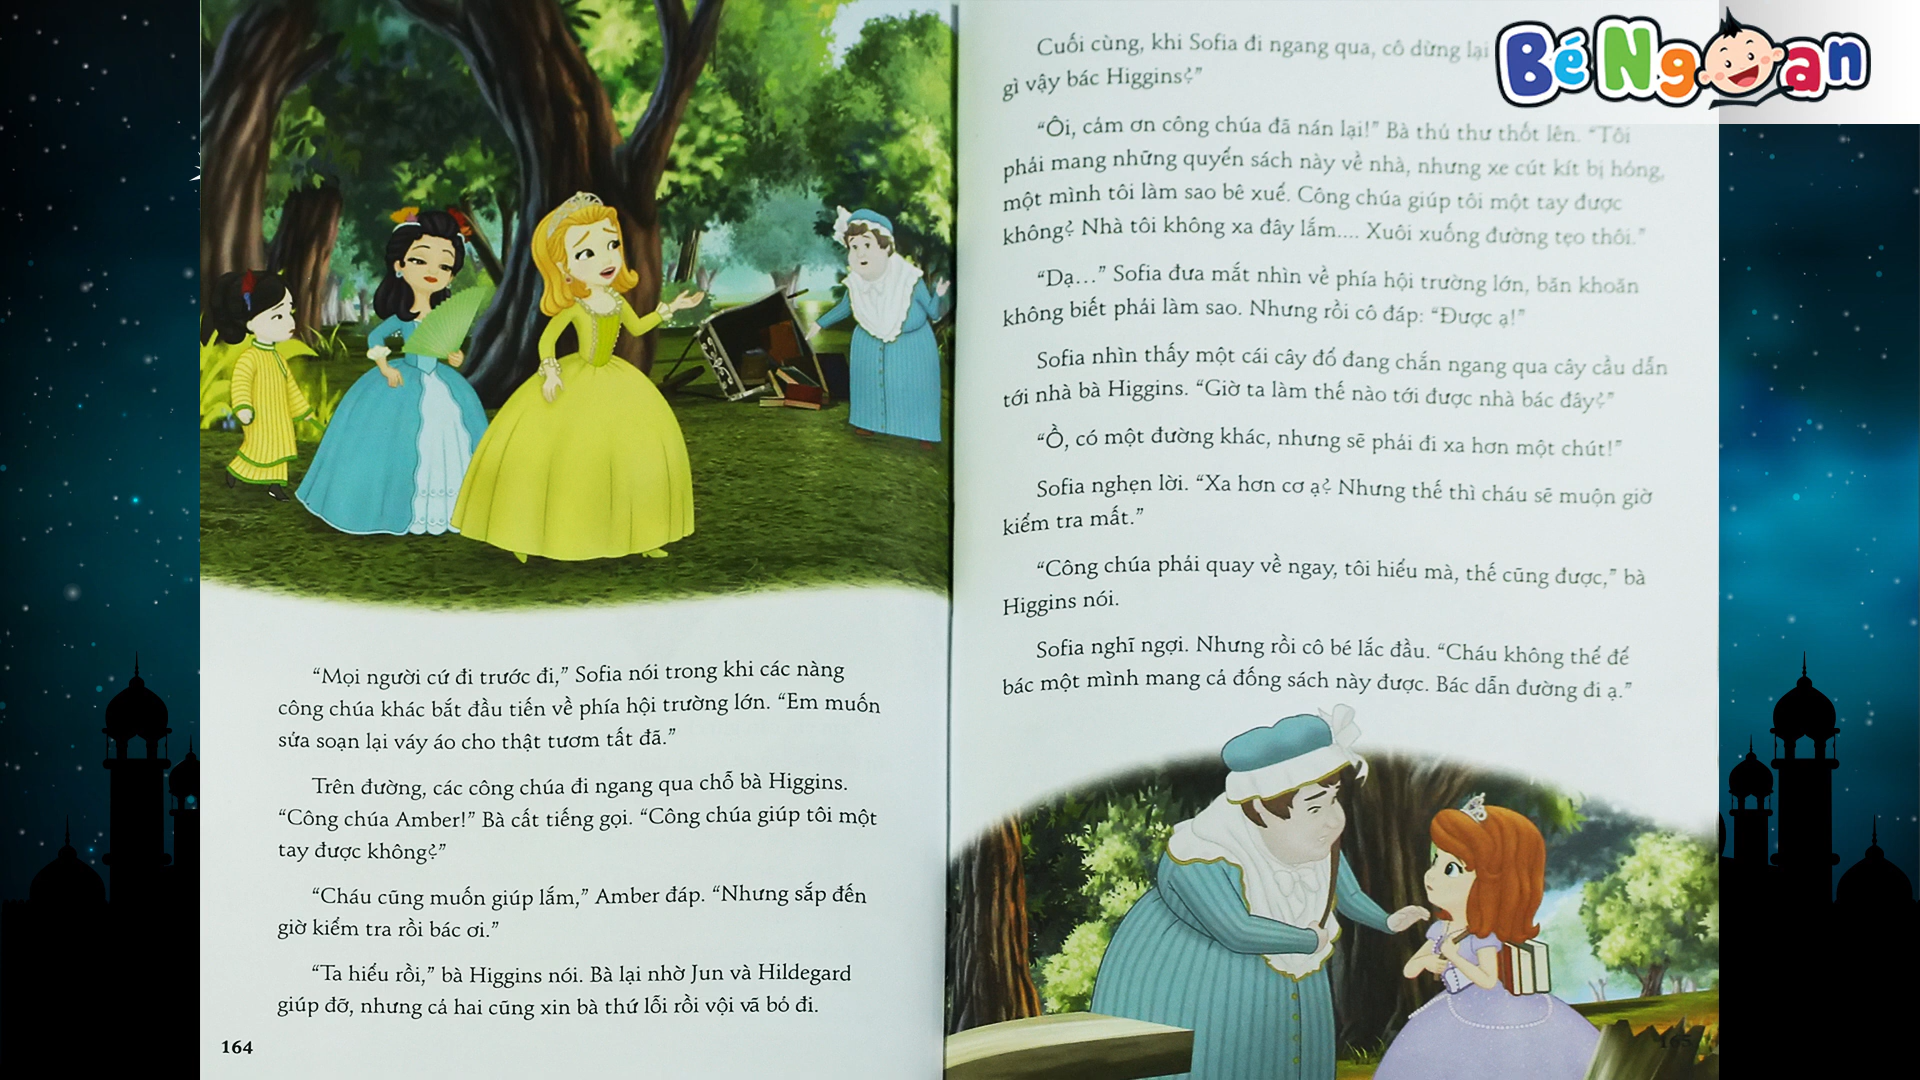 “Mọi người cứ đi trước đi,” Sofia nói trong khi các nàng
công chúa khác bắt đầu tiến về phía hội trường lớn. “Em muốn
sửa soạn lại váy áo cho thật tươm tất đã.”
Trên đường, các công chúa đi ngang qua chỗ bà Higgins.
“Công chúa Amber!” Bà cất tiếng gọi. “Công chúa giúp tôi một
tay được không?”
“Cháu cũng muốn giúp lắm,” Amber đáp. “Nhưng sắp đến
giờ kiểm tra rồi bác ơi.”
“Ta hiểu rồi,” bà Higgins nói. Bà lại nhờ Jun và Hildegard
giúp đỡ, nhưng cả hai cũng xin bà thứ lỗi rồi vội vã bỏ đi.
164
Cuối cùng, khi Sofia đi ngang qua, cô dừng lại
gì vậy bác Higgins?”
“Ôi, cảm ơn công chúa đã nán lại!” Bà thủ thư thốt lên. “Tôi
phải mang những quyển sách này về nhà, nhưng xe cút kít bị hỏng,
một mình tôi làm sao bê xuể. Công chúa giúp tôi một tay được
không? Nhà tôi không xa đây lắm.... Xuôi xuống đường tẹo thôi.”
“Dạ...” Sofia đưa mắt nhìn về phía hội trường lớn, băn khoăn
không biết phải làm sao. Nhưng rồi cô đáp: “Được ạ!”
Sofia nhìn thấy một cái cây đổ đang chắn ngang qua cây cầu dẫn
tới nhà bà Higgins. “Giờ ta làm thế nào tới được nhà bác đây?”
“Ồ, có một đường khác, nhưng sẽ phải đi xa hơn một chút!”
Sofia nghẹn lời. “Xa hơn cơ ạ? Nhưng thế thì cháu sẽ muộn giờ
kiểm tra mất.”
“Công chúa phải quay về ngay, tôi hiểu mà, thế cũng được,” bà
Higgins nói.
Sofia nghĩ ngợi. Nhưng rồi cô bé lắc đầu. “Cháu không thể để
bác một mình mang cả đống sách này được. Bác dẫn đường đi ạ.”
165
Bé Ngoan